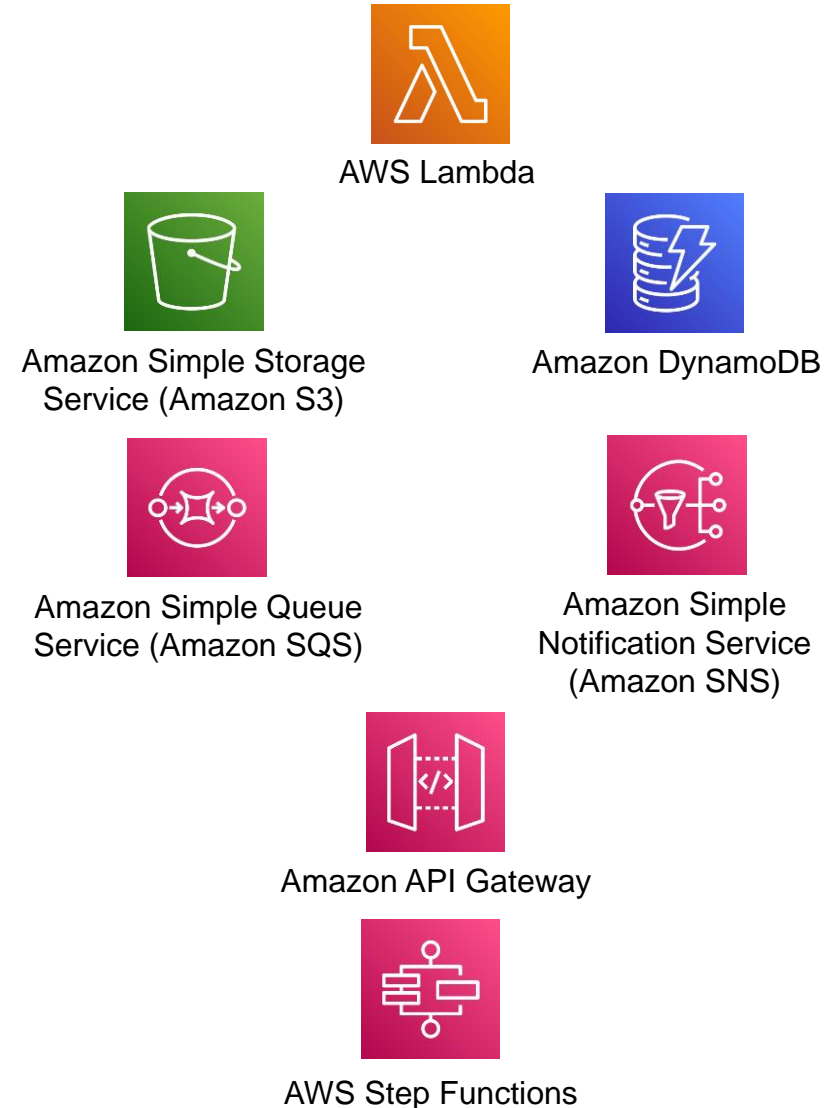 AWS Lambda
Amazon Simple Storage
Service (Amazon S3)
Amazon DynamoDB
Amazon Simple Queue
Service (Amazon SQS)
Amazon Simple
Notification Service
(Amazon SNS)
</>
Amazon API Gateway
AWS Step Functions